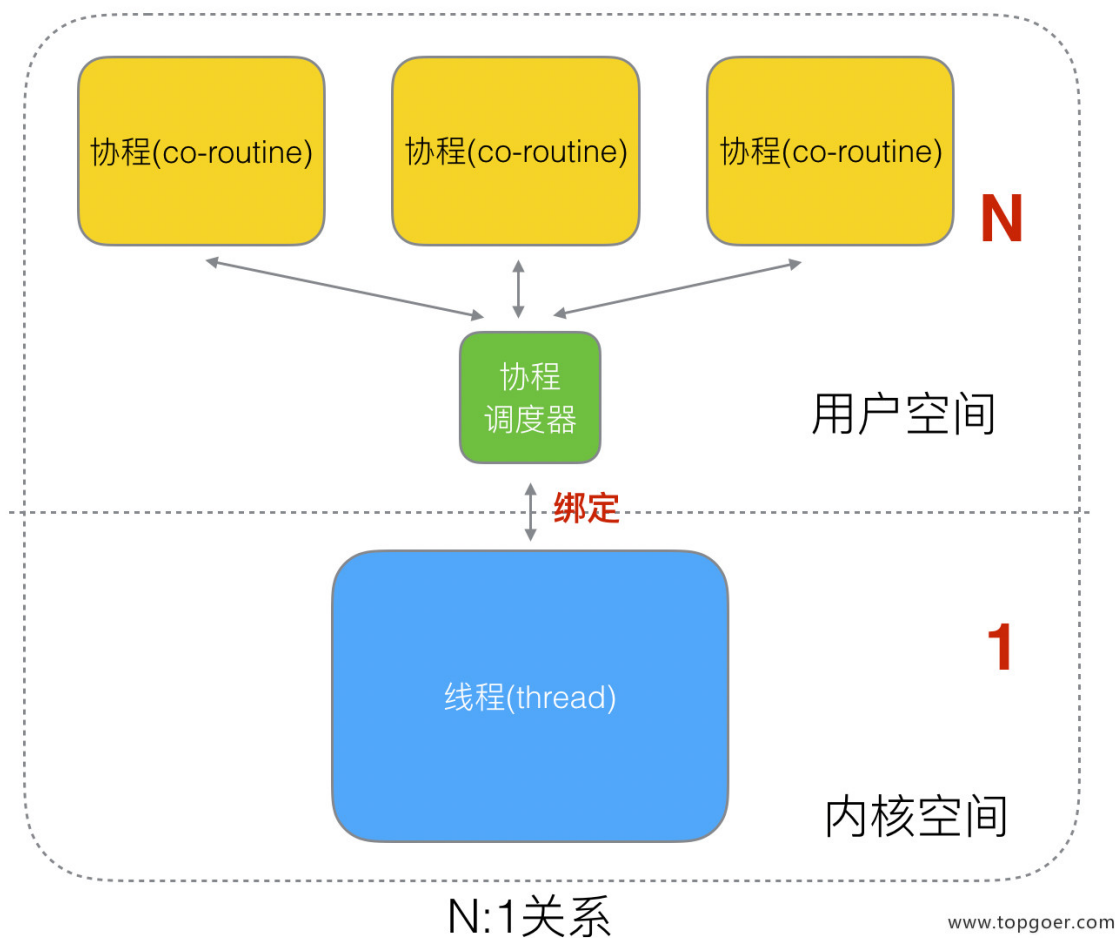 协程(co-routine)
协程(co-routine)
协程(co-routine)
N
协程
调度器
用户空间
绑定
1
线程(thread)
内核空间
N:1关系
www.topgoer.com